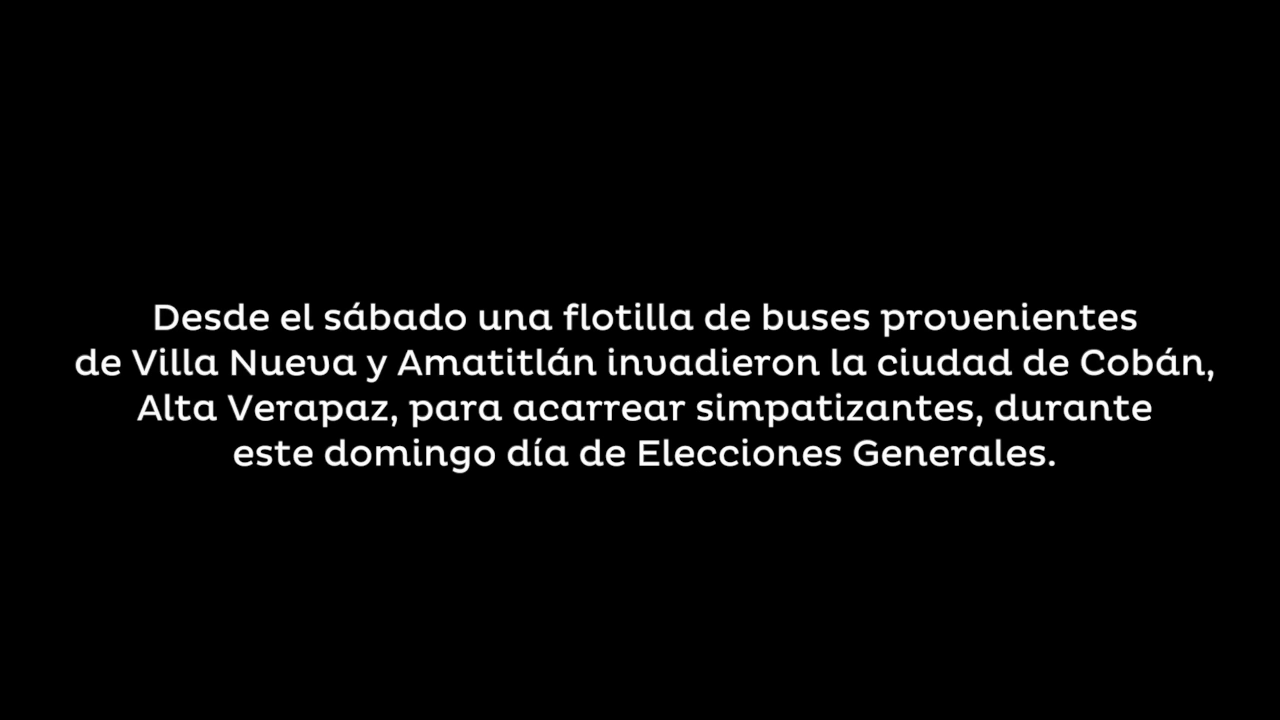 Desde el sábado una flotilla de buses provenientes
de Villa Nueva y Amatitlán invadieron la ciudad de Cobán,
Alta Verapaz, para acarrear simpatizantes, durante
este domingo día de Elecciones Generales.